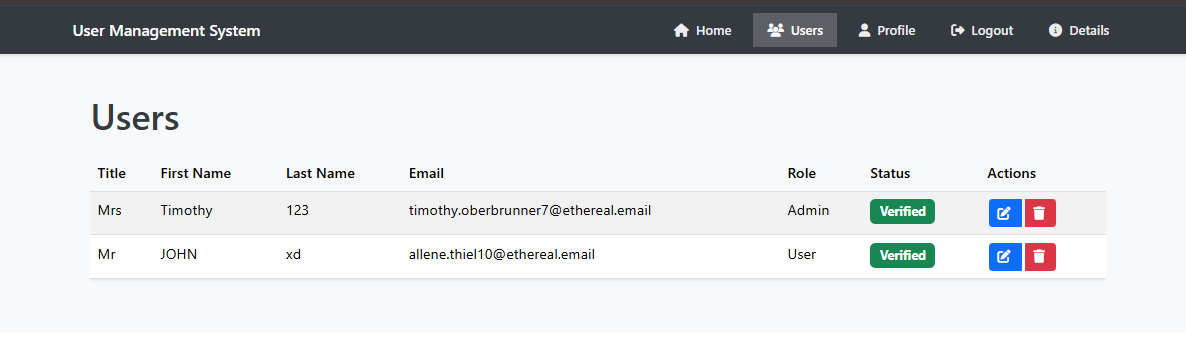 User Management System Home Users Profile Logout Details
Users
Title First Name Last Name Email Role Status Actions
Mrs Timothy 123 timothy.oberbrunner7@ethereal.email Admin Verified
Mr JOHN xd allene.thiel10@ethereal.email User Verified